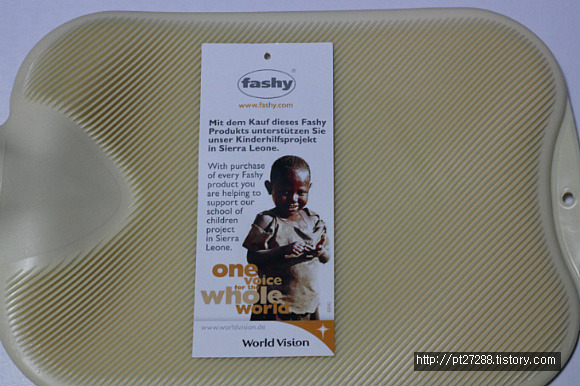 fashy®
www.fashy.com
Mit dem Kauf dieses Fashy
Produkts unterstützen Sie
unser Kinderhilfsprojekt
in Sierra Leone.
With purchase
of every Fashy
product you
are helping to
support our
school of
children
project
in Sierra
Leone.
one
voice
for the
whole
world
www.worldvision.de
World Vision
http://pt27288.tistory.com